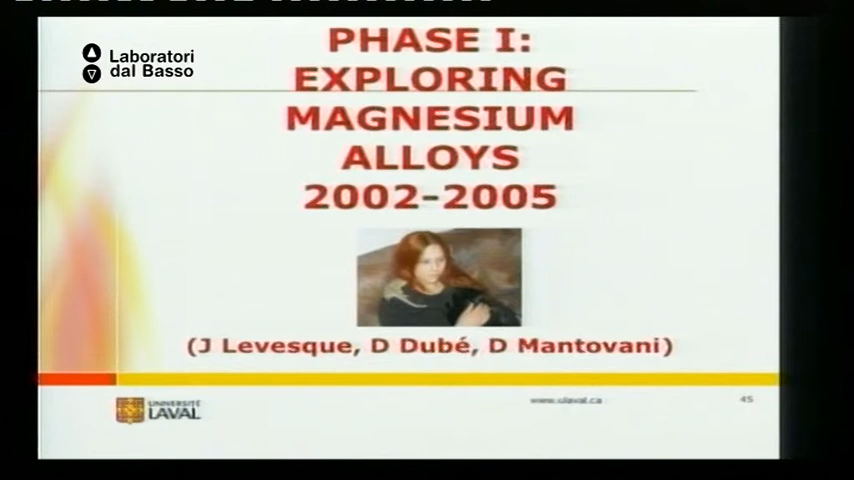 Laboratori
dal Basso
PHASE I:
EXPLORING
MAGNESIUM
ALLOYS
2002-2005
(J Levesque, D Dubé, D Mantovani)
UNIVERSITÉ
LAVAL
www.ulaval.ca
45